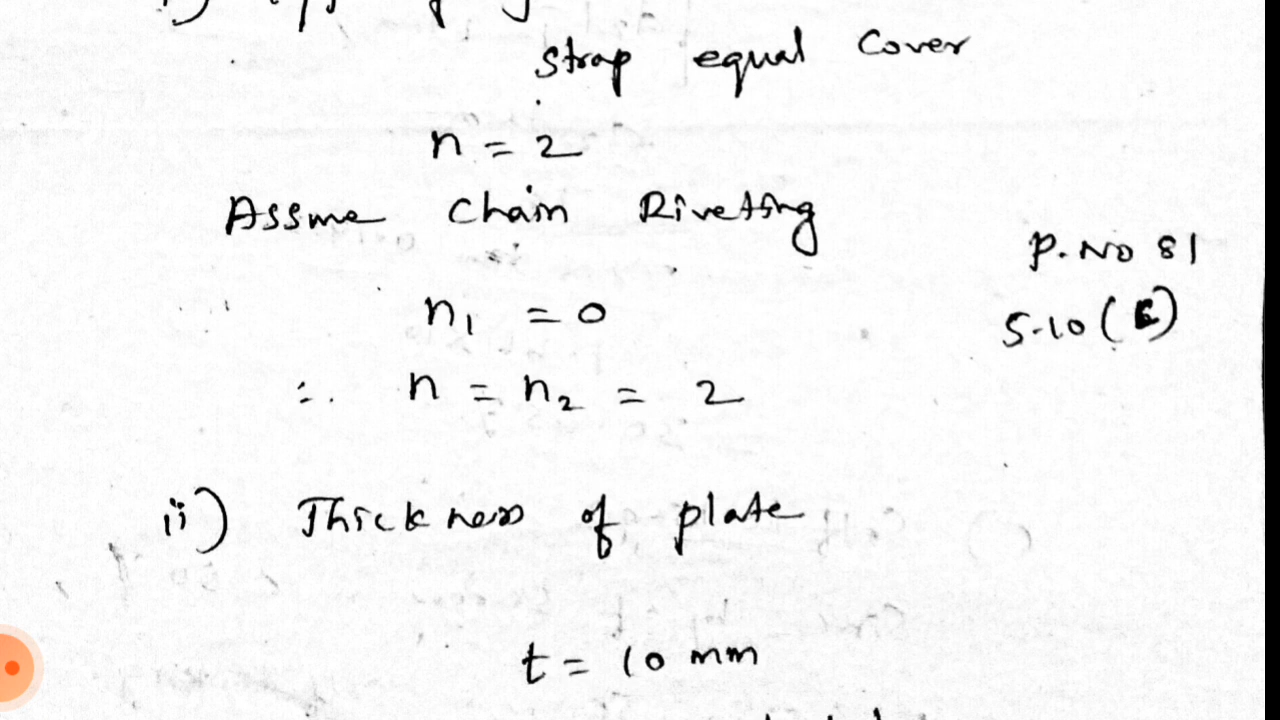 Strap equal Cover
n = 2
Assume Chain Riveting
P. NO 81
n₁ = 0
5.10 (E)
∴ n = n₂ = 2
ii) Thickness of plate
t = 10 mm